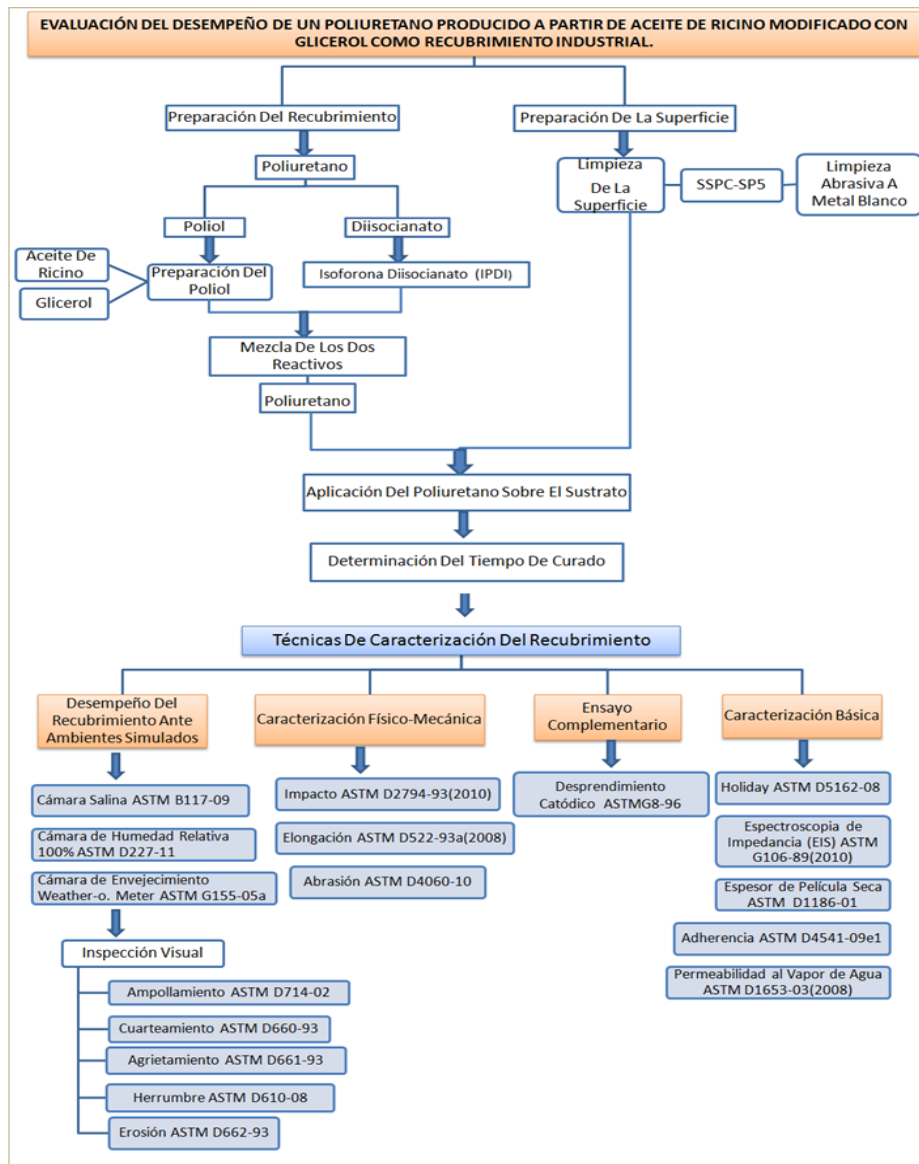 EVALUACIÓN DEL DESEMPEÑO DE UN POLIURETANO PRODUCIDO A PARTIR DE ACEITE DE RICINO MODIFICADO CON
GLICEROL COMO RECUBRIMIENTO INDUSTRIAL.
Preparación Del Recubrimiento
Preparación De La Superficie
Poliuretano
Limpieza
De La
Superficie
SSPC-SP5
Limpieza
Abrasiva A
Metal Blanco
Poliol
Diisocianato
Aceite De
Ricino
Glicerol
Preparación Del
Poliol
Isoforona Diisocianato (IPDI)
Mezcla De Los Dos
Reactivos
Poliuretano
Aplicación Del Poliuretano Sobre El Sustrato
Determinación Del Tiempo De Curado
Técnicas De Caracterización Del Recubrimiento
Desempeño Del
Recubrimiento Ante
Ambientes Simulados
Cámara Salina ASTM B117-09
Cámara de Humedad Relativa
100% ASTM D227-11
Cámara de Envejecimiento
Weather-o. Meter ASTM G155-05a
Inspección Visual
Ampollamiento ASTM D714-02
Cuarteamiento ASTM D660-93
Agrietamiento ASTM D661-93
Herrumbre ASTM D610-08
Erosión ASTM D662-93
Caracterización Físico-Mecánica
Impacto ASTM D2794-93(2010)
Elongación ASTM D522-93a(2008)
Abrasión ASTM D4060-10
Ensayo
Complementario
Desprendimiento
Catódico ASTMG8-96
Caracterización Básica
Holiday ASTM D5162-08
Espectroscopia de
Impedancia (EIS) ASTM
G106-89(2010)
Espesor de Película Seca
ASTM D1186-01
Adherencia ASTM D4541-09e1
Permeabilidad al Vapor de Agua
ASTM D1653-03(2008)